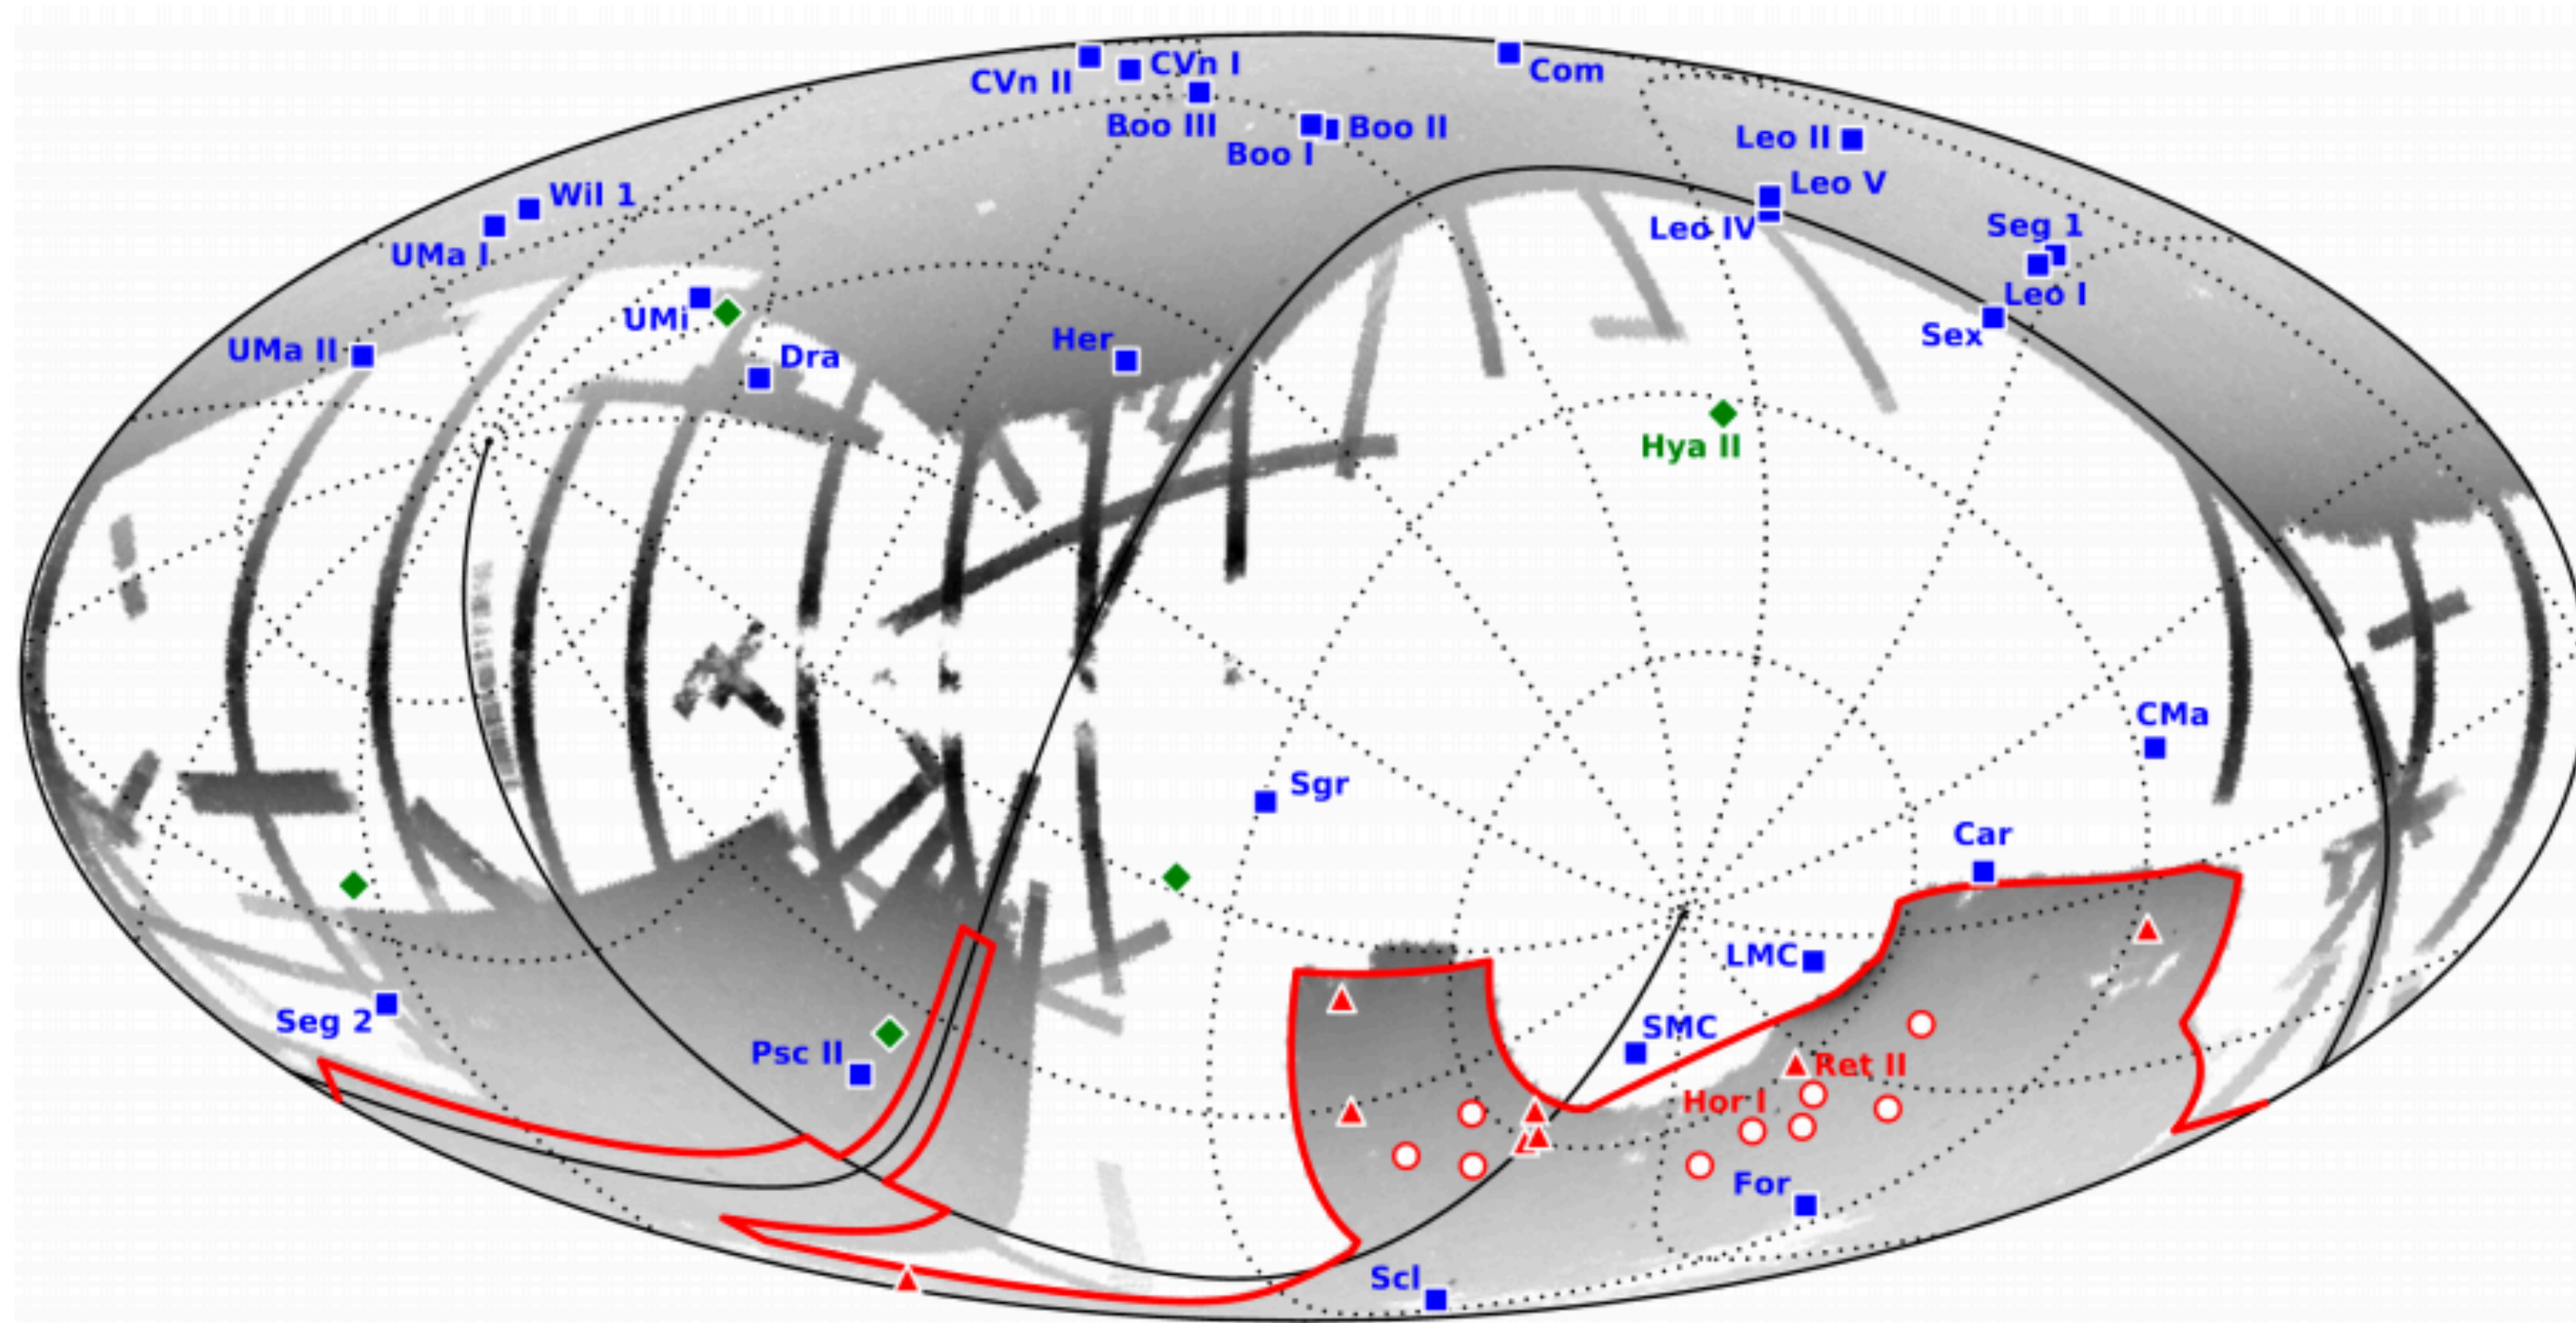 CVn II
CVn I
Com
Boo III
Boo II
Boo I
Leo II
Leo V
Wil 1
UMa I
Leo IV
Seg 1
Leo I
UMi
Sex
UMa II
Dra
Her
Hya II
CMa
Sgr
Car
LMC
Seg 2
SMC
Psc II
Ret II
Hor I
For
Scl